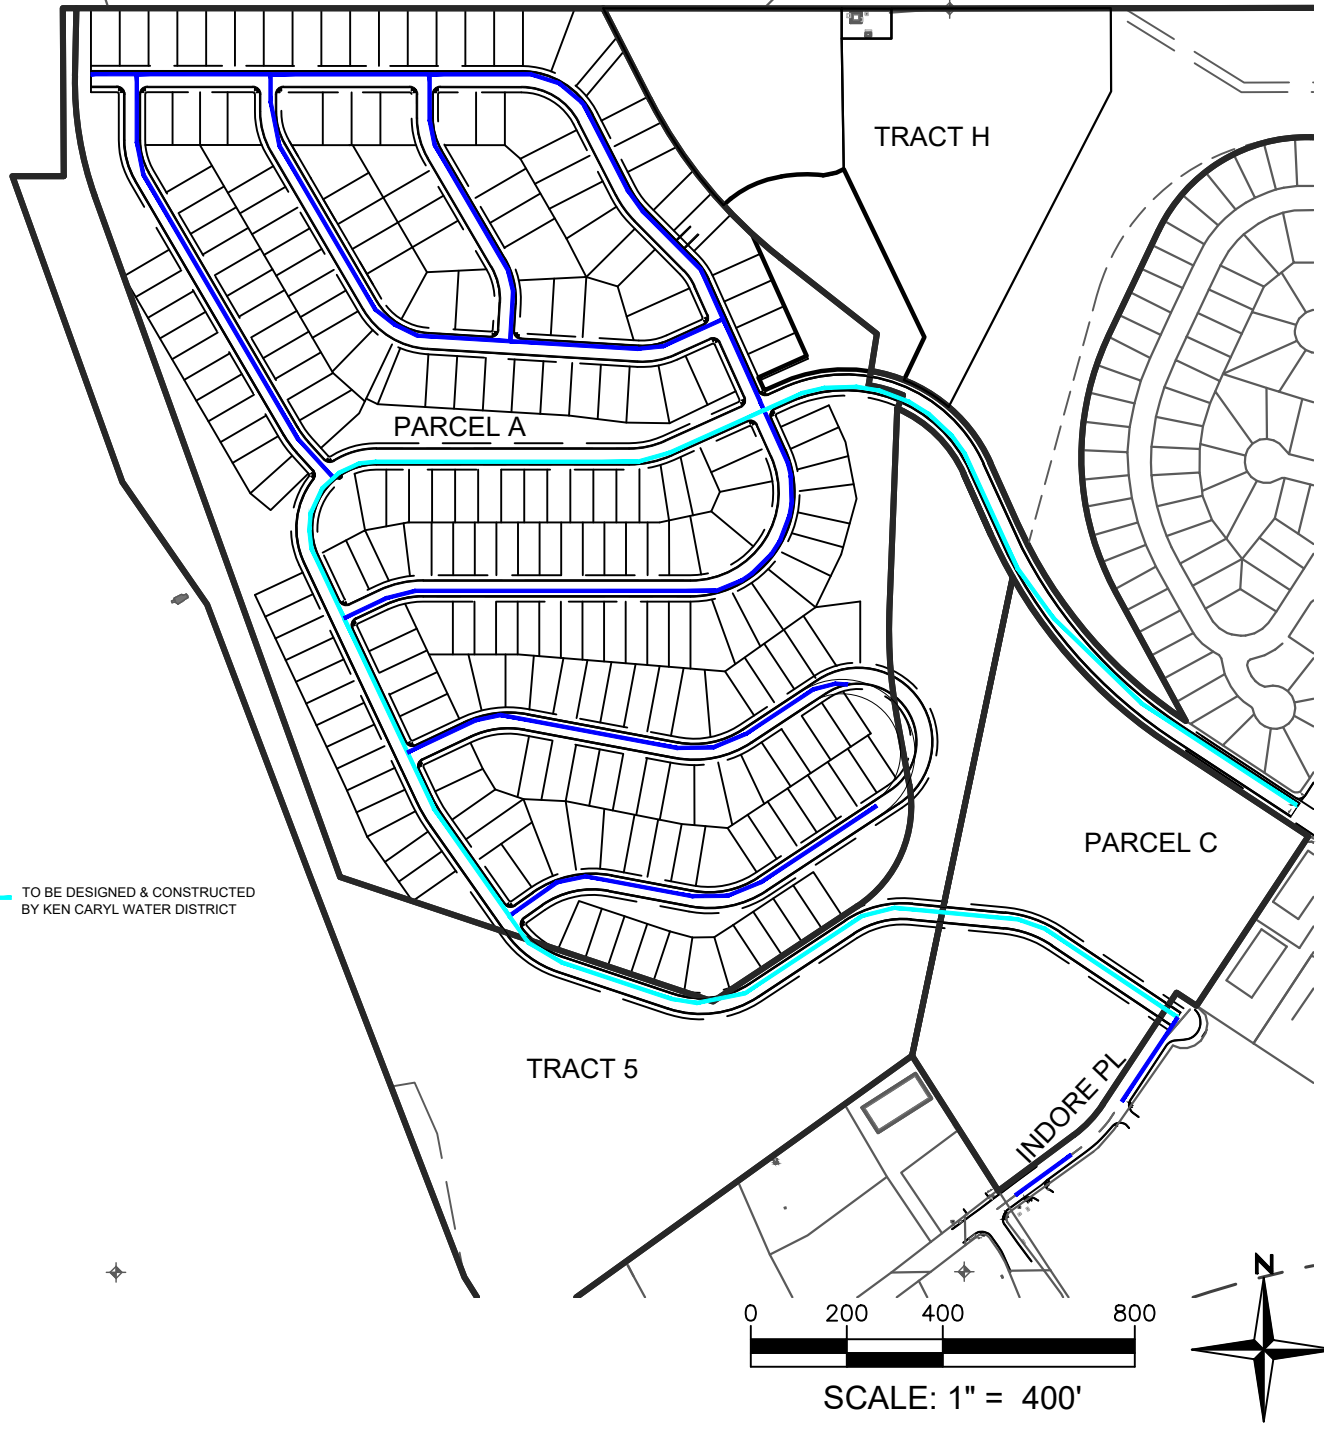 TRACT H
PARCEL A
PARCEL C
TO BE DESIGNED & CONSTRUCTED
BY KEN CARYL WATER DISTRICT
TRACT 5
INDORE PL
N
0 200 400 800
SCALE: 1" = 400'